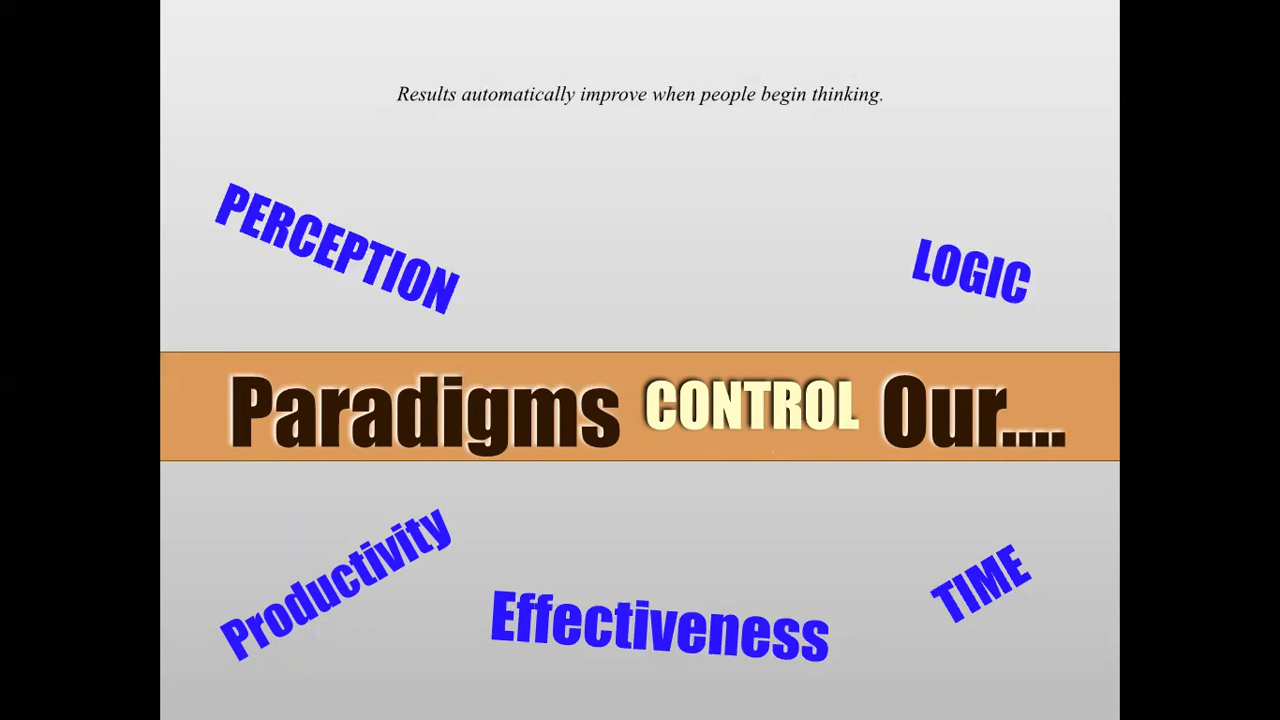 Results automatically improve when people begin thinking.
PERCEPTION
LOGIC
Paradigms CONTROL Our....
Productivity
Effectiveness
TIME